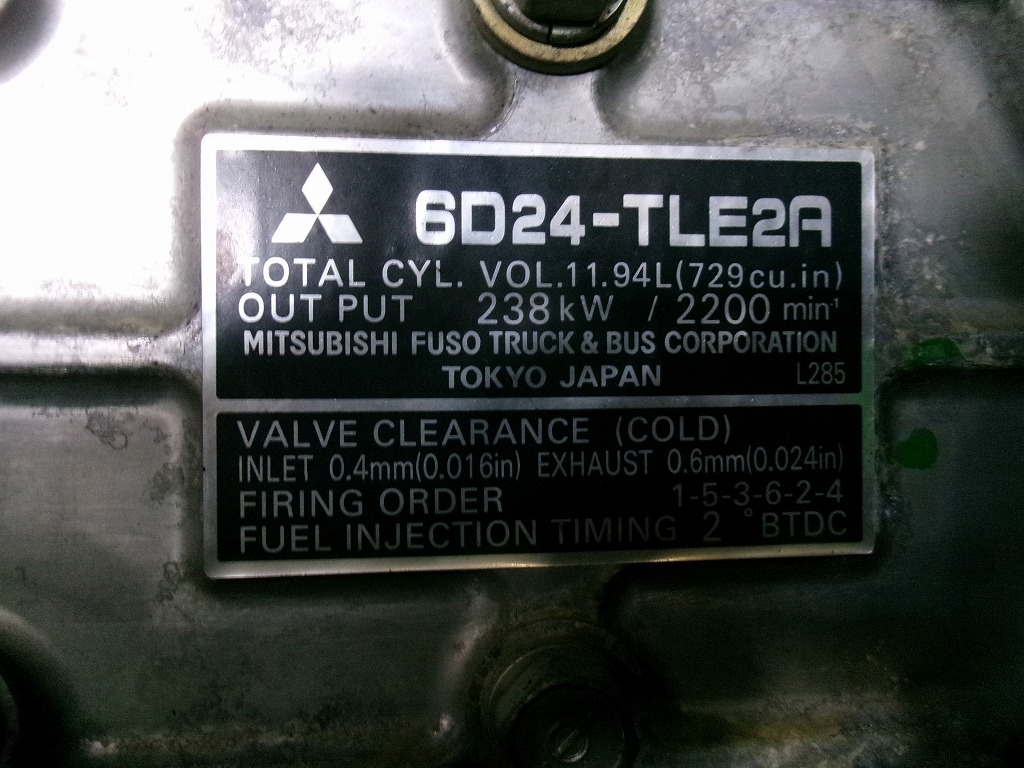 6D24-TLE2A
TOTAL CYL. VOL.11.94L(729cu.in)
OUT PUT 238kW / 2200 min⁻¹
MITSUBISHI FUSO TRUCK & BUS CORPORATION
TOKYO JAPAN L285
VALVE CLEARANCE (COLD)
INLET 0.4mm(0.016in) EXHAUST 0.6mm(0.024in)
FIRING ORDER 1-5-3-6-2-4
FUEL INJECTION TIMING 2 ° BTDC